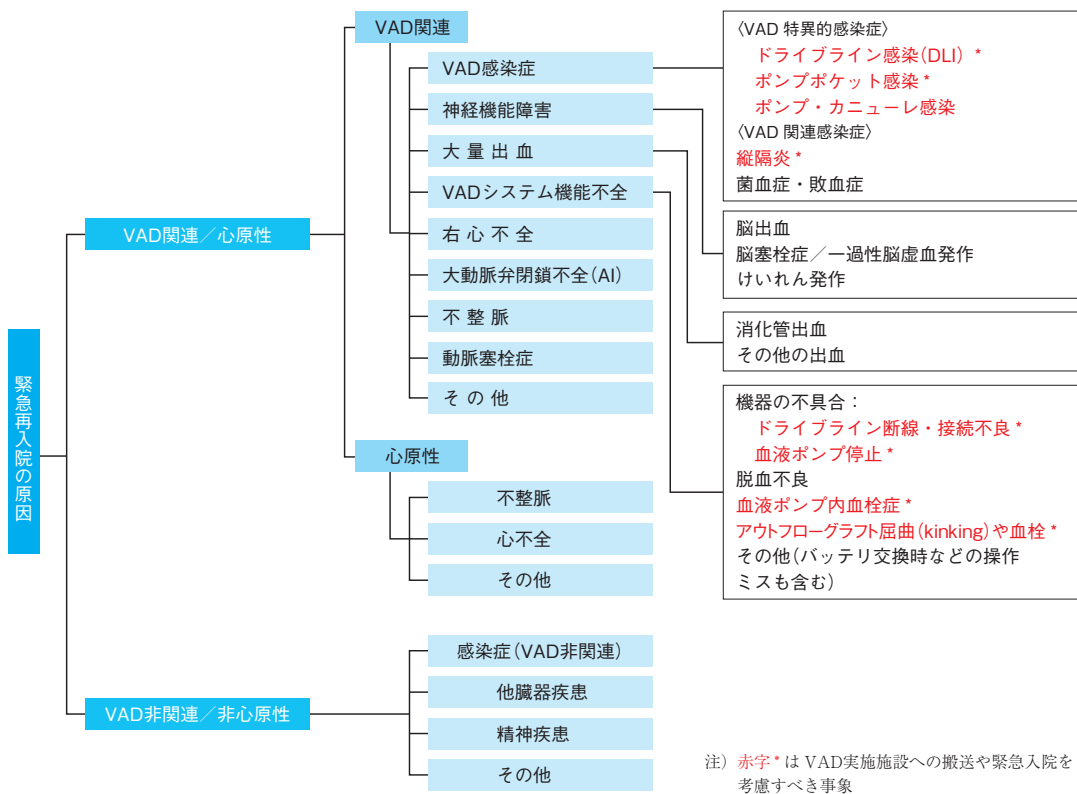 緊急再入院の原因
VAD関連／心原性
VAD関連
VAD感染症
神経機能障害
大 量 出 血
VADシステム機能不全
右 心 不 全
大動脈弁閉鎖不全(AI)
不 整 脈
動脈塞栓症
そ の 他
〈VAD 特異的感染症〉
ドライブライン感染(DLI) *
ポンプポケット感染 *
ポンプ・カニューレ感染
〈VAD 関連感染症〉
縦隔炎 *
菌血症・敗血症
脳出血
脳塞栓症／一過性脳虚血発作
けいれん発作
消化管出血
その他の出血
機器の不具合：
ドライブライン断線・接続不良 *
血液ポンプ停止 *
脱血不良
血液ポンプ内血栓症 *
アウトフローグラフト屈曲(kinking)や血栓 *
その他(バッテリ交換時などの操作
ミスも含む)
心原性
不整脈
心不全
その他
VAD非関連／非心原性
感染症(VAD非関連)
他臓器疾患
精神疾患
その他
注) 赤字 * は VAD実施施設への搬送や緊急入院を
考慮すべき事象